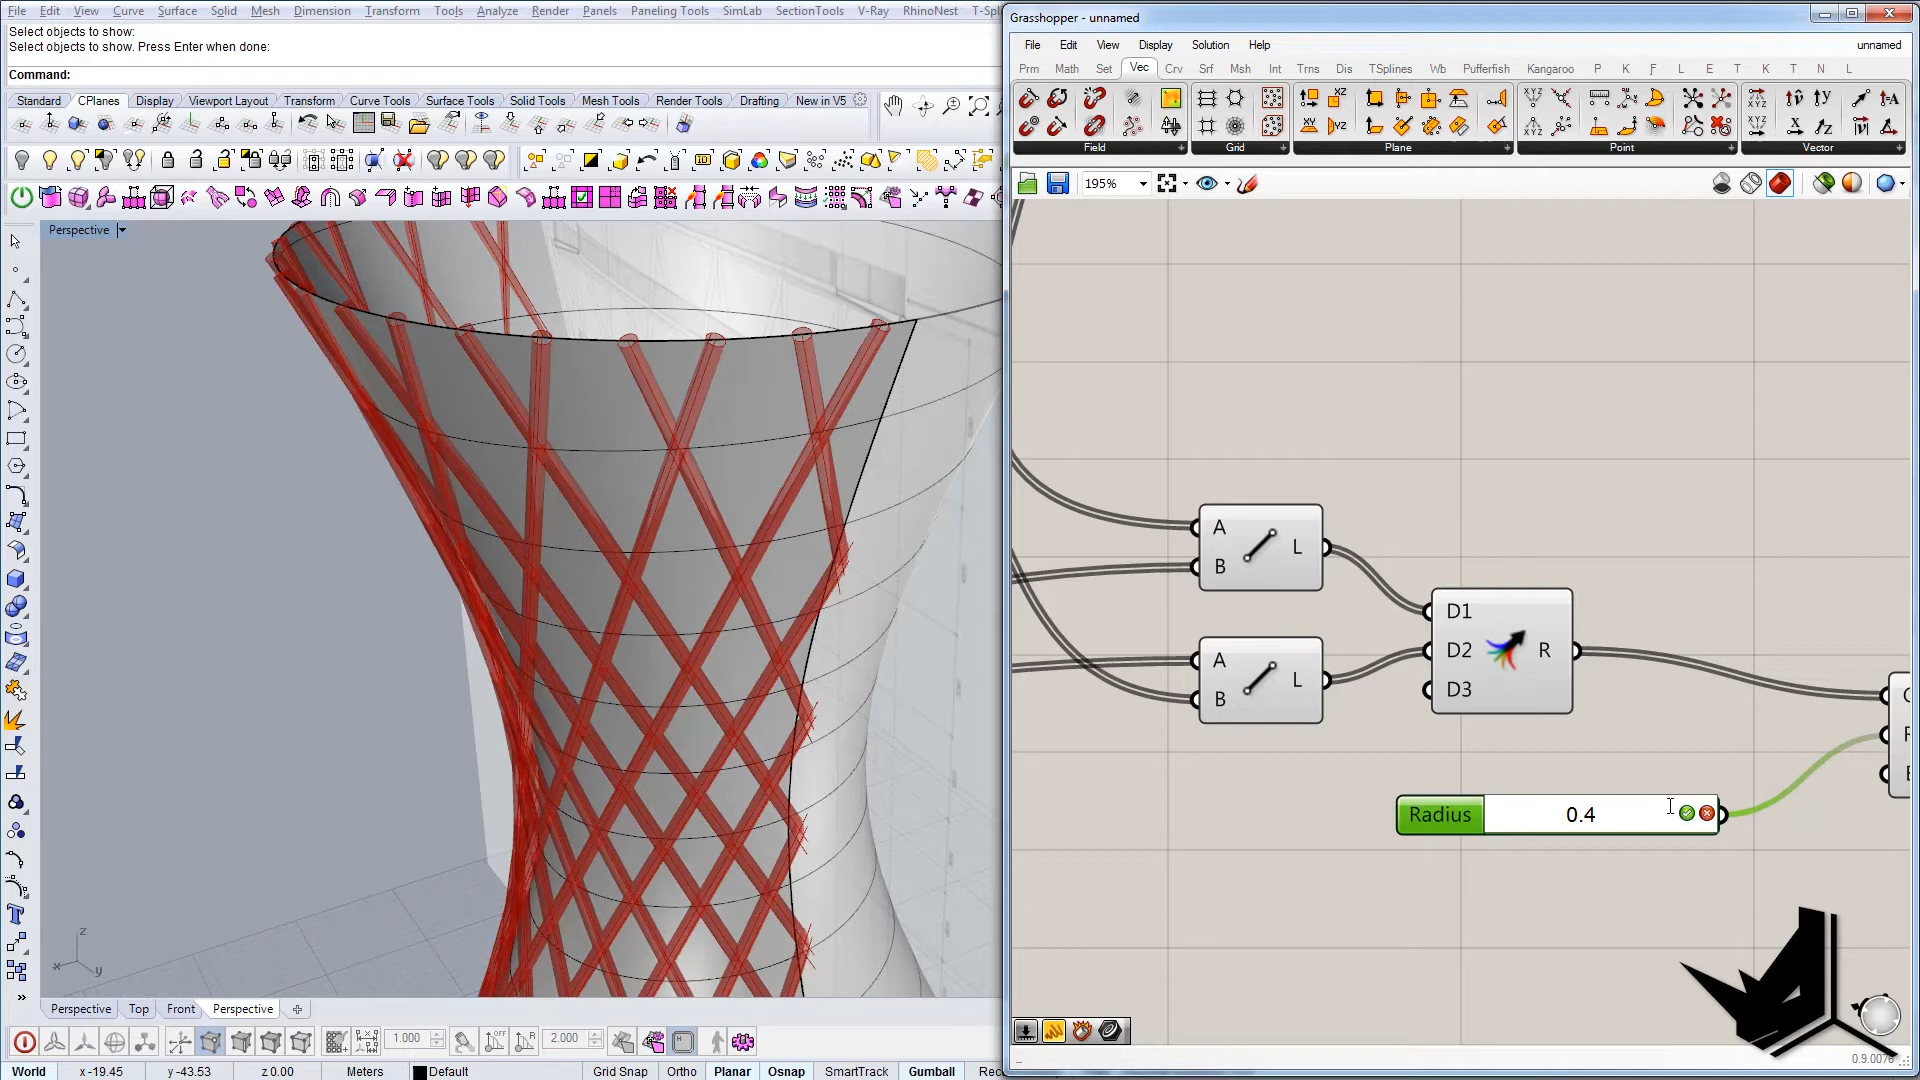 File Edit View Curve Surface Solid Mesh Dimension Transform Tools Analyze Render Panels Paneling Tools SimLab SectionTools V-Ray RhinoNest T-Spli
Select objects to show:
Select objects to show. Press Enter when done:
Command:
Standard CPlanes Display Viewport Layout Transform Curve Tools Surface Tools Solid Tools Mesh Tools Render Tools Drafting New in V5
Perspective
z
x y
Perspective Top Front Perspective
1.000 2.000
World x -19.45 y -43.53 z 0.00 Meters Default Grid Snap Ortho Planar Osnap SmartTrack Gumball Rec
Grasshopper - unnamed
File Edit View Display Solution Help unnamed
Prm Math Set Vec Crv Srf Msh Int Trns Dis TSplines Wb Pufferfish Kangaroo P K F L E T K T N L
Field Grid Plane Point Vector
195%
A
B
L
A
B
L
D1
D2
D3
R
Radius 0.4
0.9.0076